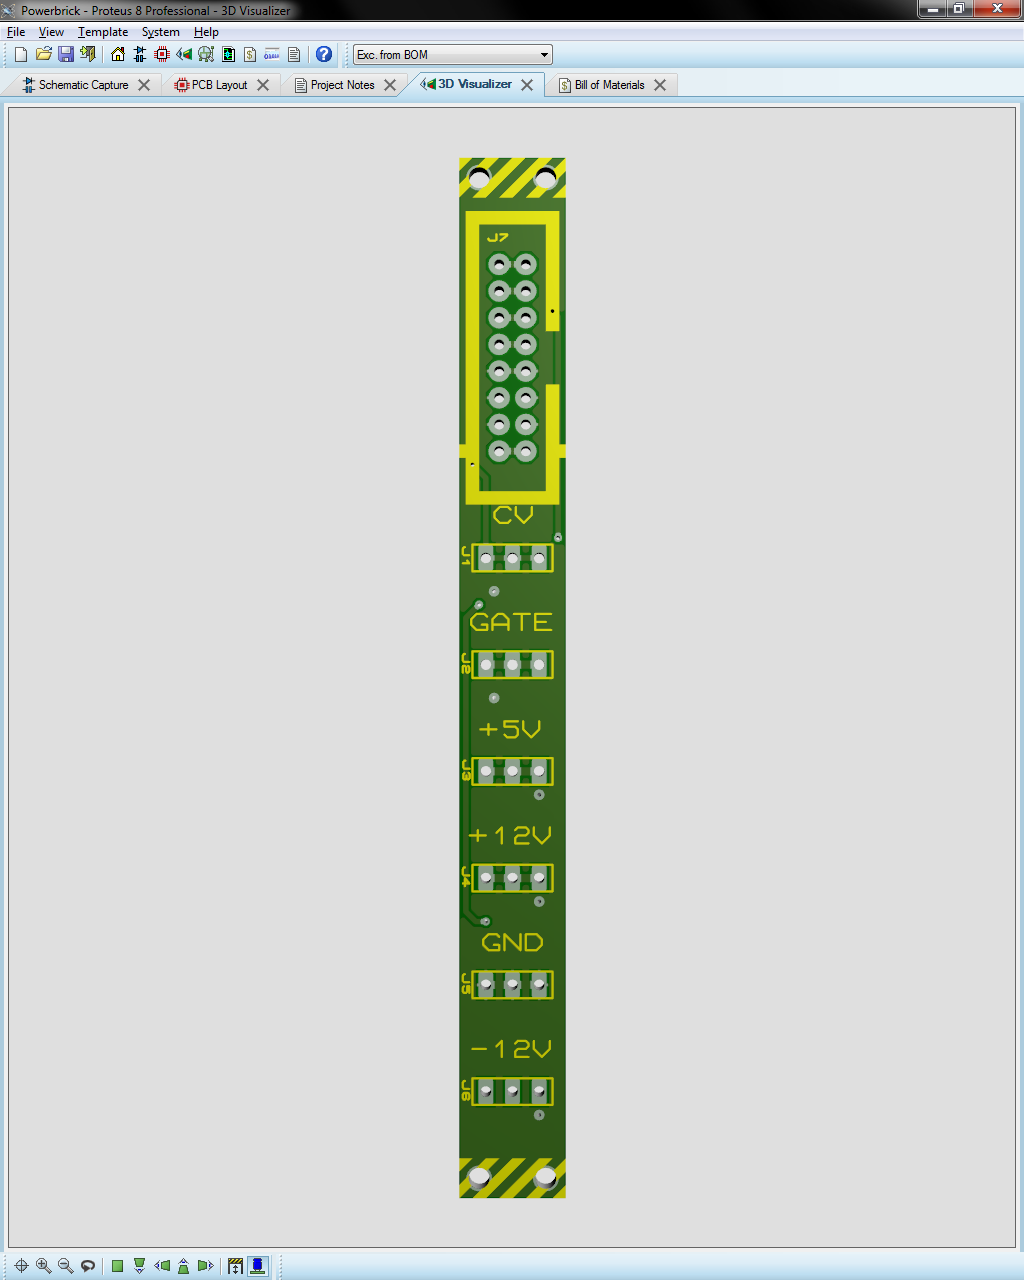 Powerbrick - Proteus 8 Professional - 3D Visualizer
File View Template System Help
Exc. from BOM
Schematic Capture
PCB Layout
Project Notes
3D Visualizer
Bill of Materials
J7
CV
J1
GATE
J2
+5V
J3
+12V
J4
GND
J5
-12V
J6